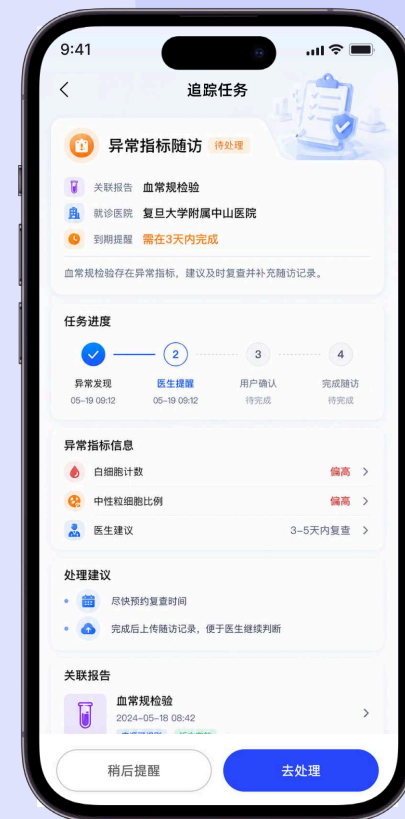 9:41
追踪任务
异常指标随访 待处理
关联报告 血常规检验
就诊医院 复旦大学附属中山医院
到期提醒 需在3天内完成
血常规检验存在异常指标，建议及时复查并补充随访记录。
任务进度
2 3 4
异常发现 医生提醒 用户确认 完成随访
05-19 09:12 05-19 09:12 待完成 待完成
异常指标信息
白细胞计数 偏高
中性粒细胞比例 偏高
医生建议 3-5天内复查
处理建议
尽快预约复查时间
完成后上传随访记录，便于医生继续判断
关联报告
血常规检验
2024-05-18 08:42
稍后提醒 去处理